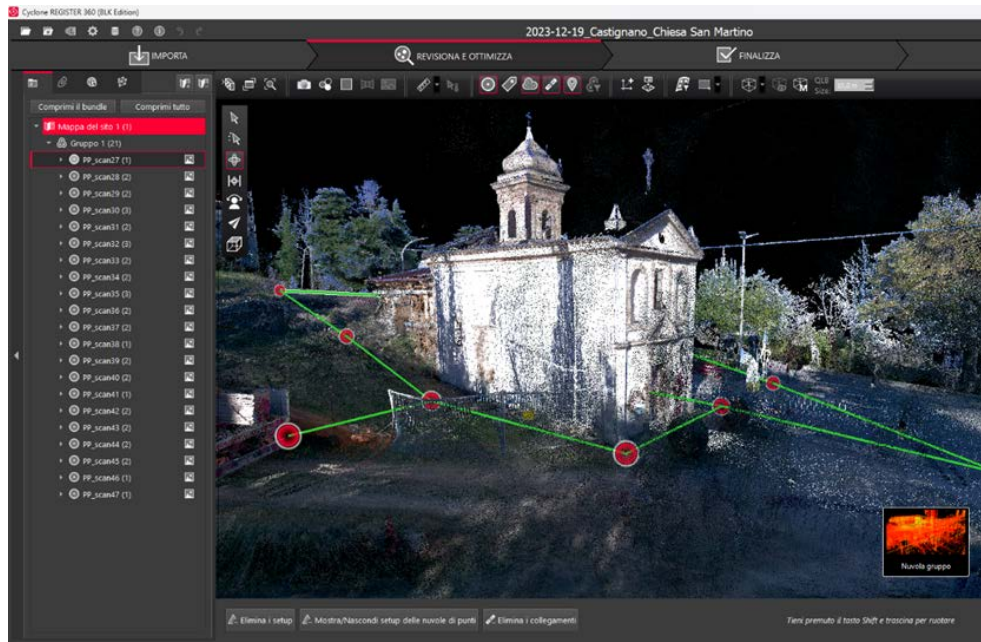 Cyclone REGISTER 360 (BLK Edition)
2023-12-19_Castignano_Chiesa San Martino
IMPORTA
REVISIONA E OTTIMIZZA
FINALIZZA
QLB
Size
Comprimi il bundle
Comprimi tutto
Mappa del sito 1 (1)
Gruppo 1 (21)
PP_scan27 (1)
PP_scan28 (2)
PP_scan29 (2)
PP_scan30 (3)
PP_scan31 (2)
PP_scan32 (3)
PP_scan33 (2)
PP_scan34 (2)
PP_scan35 (3)
PP_scan36 (2)
PP_scan37 (2)
PP_scan38 (1)
PP_scan39 (2)
PP_scan40 (2)
PP_scan41 (1)
PP_scan42 (2)
PP_scan43 (2)
PP_scan44 (2)
PP_scan45 (2)
PP_scan46 (1)
PP_scan47 (1)
Nuvola gruppo
Elimina i setup
Mostra/Nascondi setup delle nuvole di punti
Elimina i collegamenti
Tieni premuto il tasto Shift e trascina per ruotare